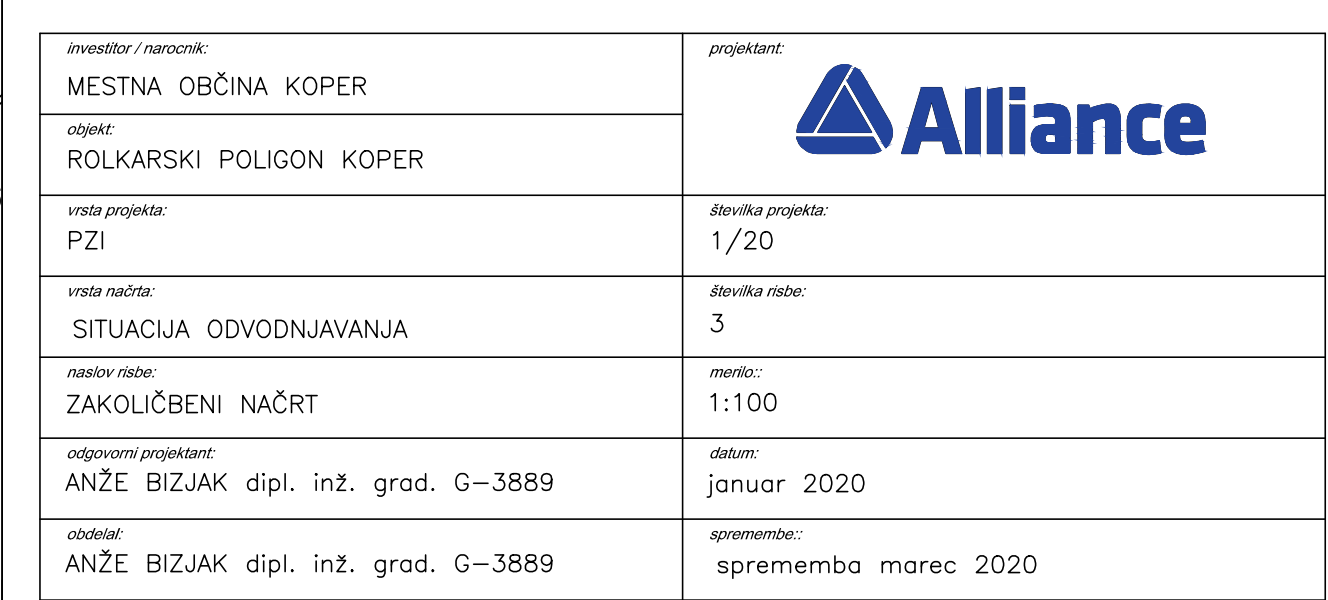 investitor / narocnik:
MESTNA OBČINA KOPER
projektant:
Alliance
objekt:
ROLKARSKI POLIGON KOPER
vrsta projekta:
PZI
številka projekta:
1/20
vrsta načrta:
SITUACIJA ODVODNJAVANJA
številka risbe:
3
naslov risbe:
ZAKOLIČBENI NAČRT
merilo::
1:100
odgovorni projektant:
ANŽE BIZJAK dipl. inž. grad. G-3889
datum:
januar 2020
obdelal:
ANŽE BIZJAK dipl. inž. grad. G-3889
spremembe::
sprememba marec 2020